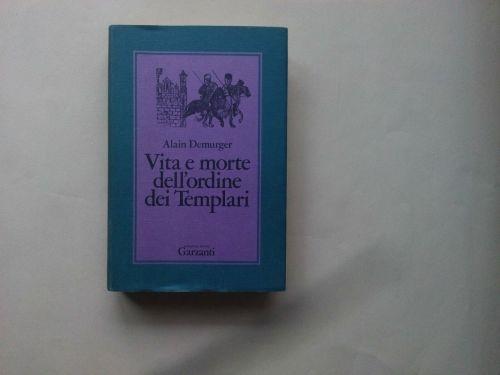 Alain Demurger
Vita e morte
dell'ordine
dei Templari
Garzanti